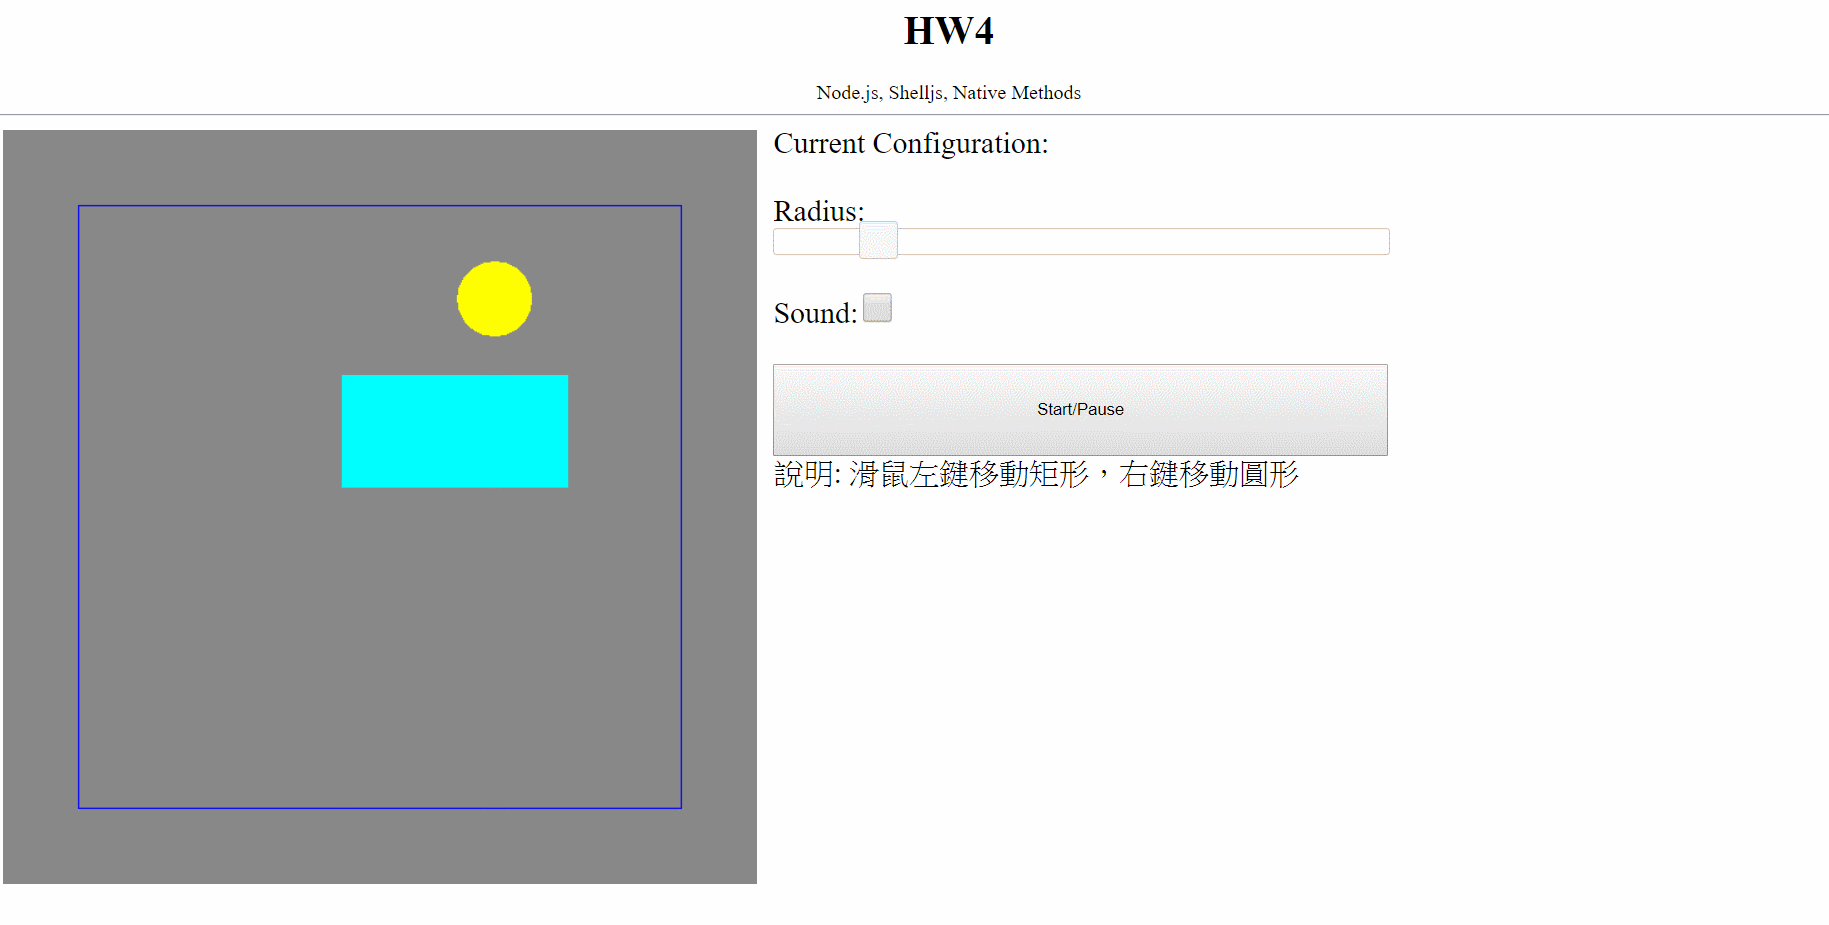 HW4
Node.js, Shelljs, Native Methods
Current Configuration:
Radius:
Sound:
Start/Pause
說明: 滑鼠左鍵移動矩形，右鍵移動圓形